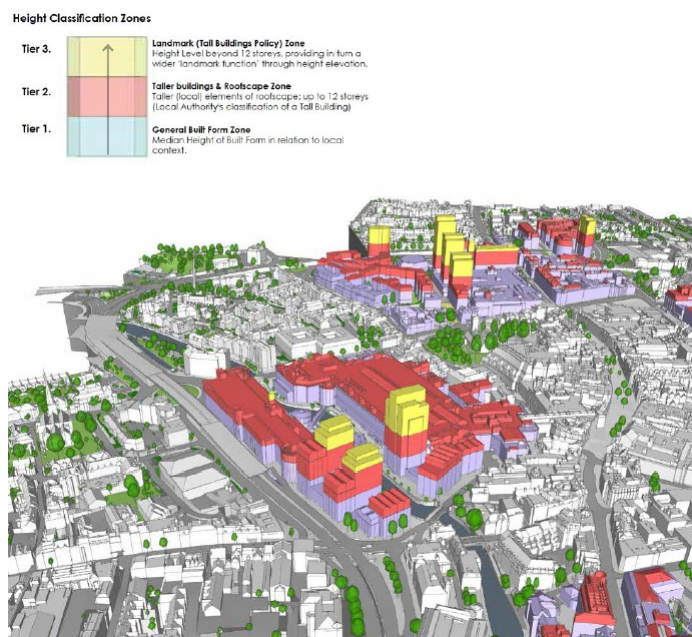 Height Classification Zones
Tier 3.
Landmark (Tall Buildings Policy) Zone
Height Level beyond 12 storeys, providing in turn a
wider 'landmark function' through height elevation.
Tier 2.
Taller buildings & Roofscape Zone
Taller (local) elements of roofscape; up to 12 storeys
(Local Authority's classification of a Tall Building)
Tier 1.
General Built Form Zone
Median Height of Built Form in relation to local
context.